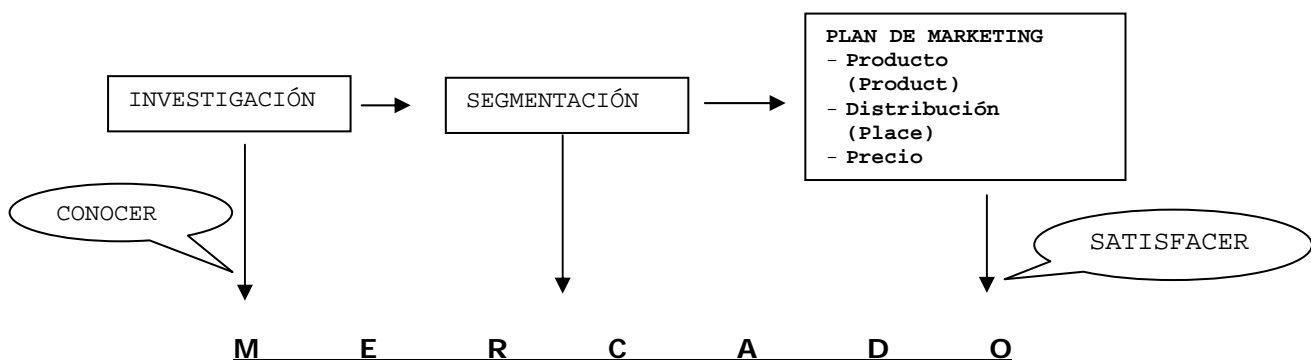 PLAN DE MARKETING
- Producto
(Product)
- Distribución
(Place)
- Precio
INVESTIGACIÓN
SEGMENTACIÓN
CONOCER
SATISFACER
M E R C A D O